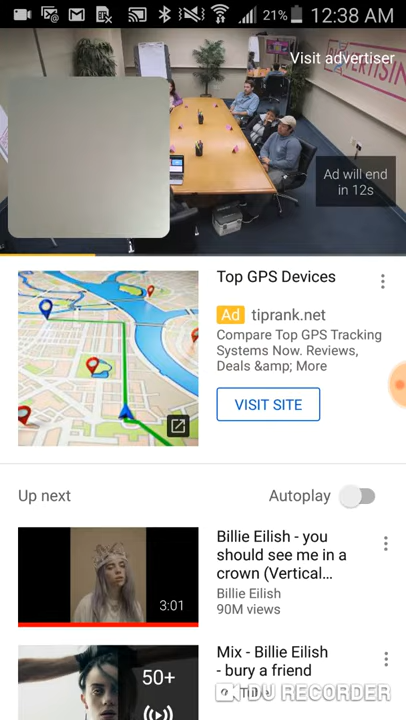 21% 12:38 AM
Visit advertiser
Ad will end
in 12s
Top GPS Devices
Ad tiprank.net
Compare Top GPS Tracking
Systems Now. Reviews,
Deals &amp; More
VISIT SITE
Up next
Autoplay
Billie Eilish - you
should see me in a
crown (Vertical...
Billie Eilish
90M views
3:01
Mix - Billie Eilish
- bury a friend
50+
DU RECORDER